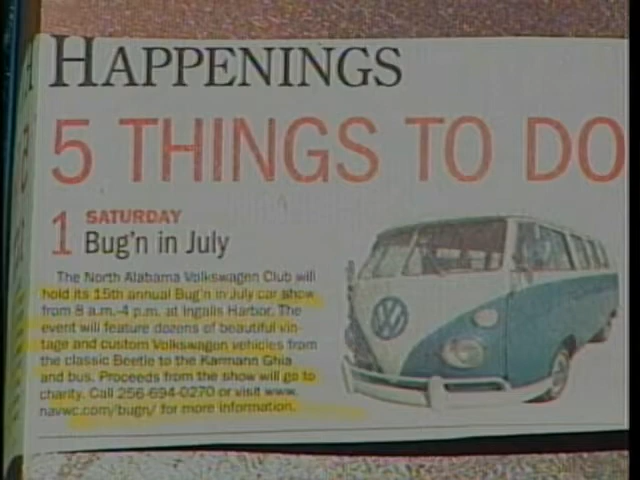 HAPPENINGS
5 THINGS TO DO
1 SATURDAY
Bug'n in July
The North Alabama Volkswagen Club will
hold its 15th annual Bug'n in July car show
from 8 a.m.-4 p.m. at Ingalls Harbor. The
event will feature dozens of beautiful vin-
tage and custom Volkswagen vehicles from
the classic Beetle to the Karmann Ghia
and bus. Proceeds from the show will go to
charity. Call 256-694-0270 or visit www.
navwc.com/bugn/ for more information.
VW